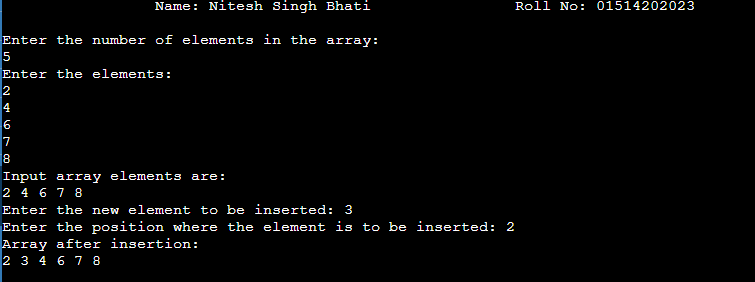 Name: Nitesh Singh Bhati Roll No: 01514202023
Enter the number of elements in the array:
5
Enter the elements:
2
4
6
7
8
Input array elements are:
2 4 6 7 8
Enter the new element to be inserted: 3
Enter the position where the element is to be inserted: 2
Array after insertion:
2 3 4 6 7 8